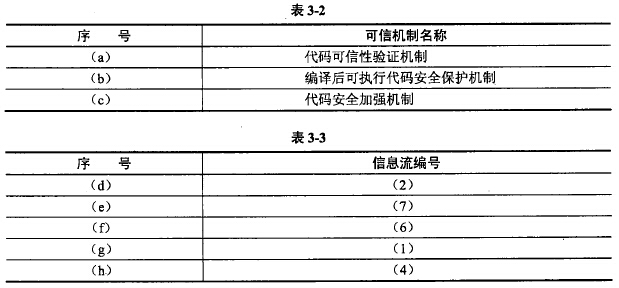 表3-2
序 号 可信机制名称
（a） 代码可信性验证机制
（b） 编译后可执行代码安全保护机制
（c） 代码安全加强机制
表3-3
序 号 信息流编号
（d） （2）
（e） （7）
（f） （6）
（g） （1）
（h） （4）